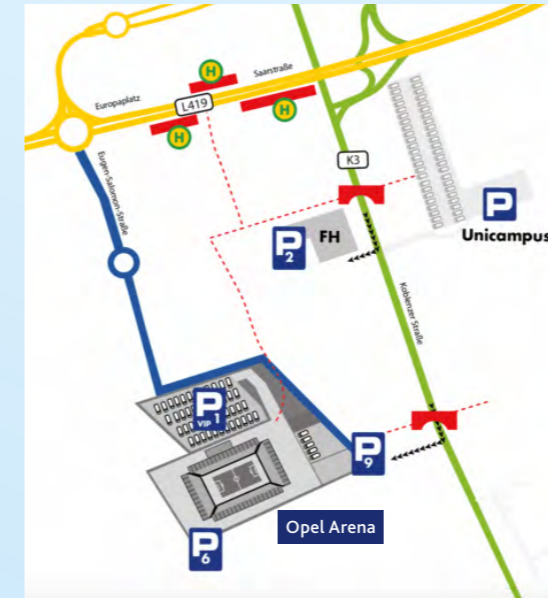 H
Saarstraße
Europaplatz
L419
H
H
Eugen-Salomon-Straße
K3
P
P
2
FH
Unicampus
Koblenzer Straße
P
VIP 1
P
9
Opel Arena
P
6